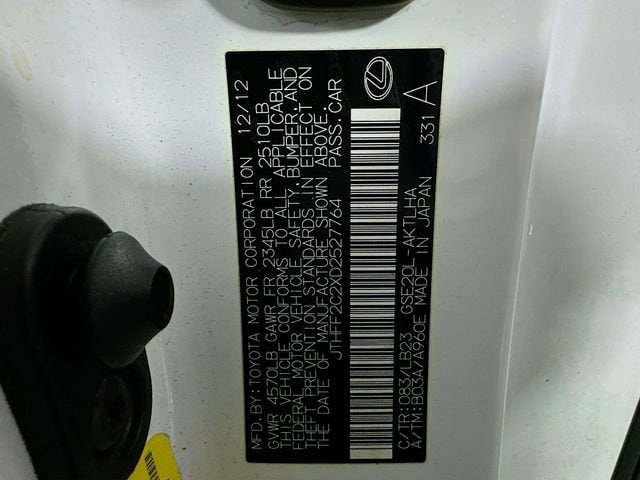 MFD.BY:TOYOTA MOTOR CORPORATION 12/12
GVWR 4570LB GAWR FR 2345LB RR 2510LB
THIS VEHICLE CONFORMS TO ALL APPLICABLE
FEDERAL MOTOR VEHICLE SAFETY, BUMPER,AND
THEFT PREVENTION STANDARDS IN EFFECT ON
THE DATE OF MANUFACTURE SHOWN ABOVE.
JTHFF2C2XD2527764 PASS.CAR
C/TR:083/LB23 GSE20L-AKTLHA
A/TM:B03A/A960E MADE IN JAPAN 331 A